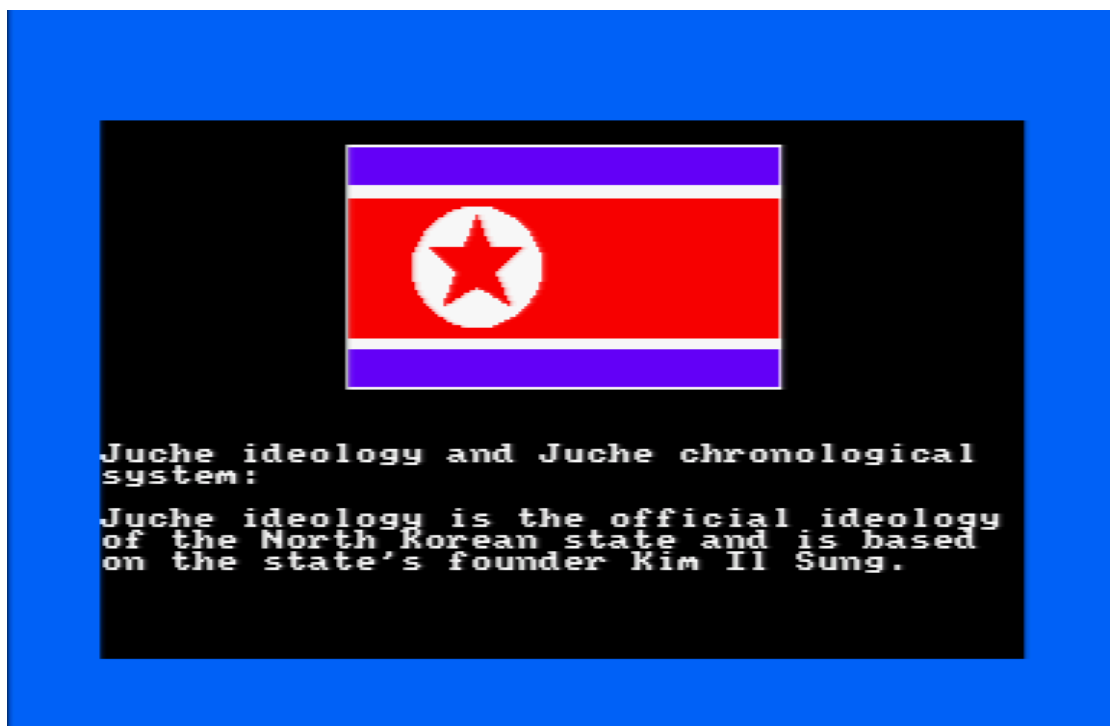 Juche ideology and Juche chronological
system:
Juche ideology is the official ideology
of the North Korean state and is based
on the state's founder Kim Il Sung.